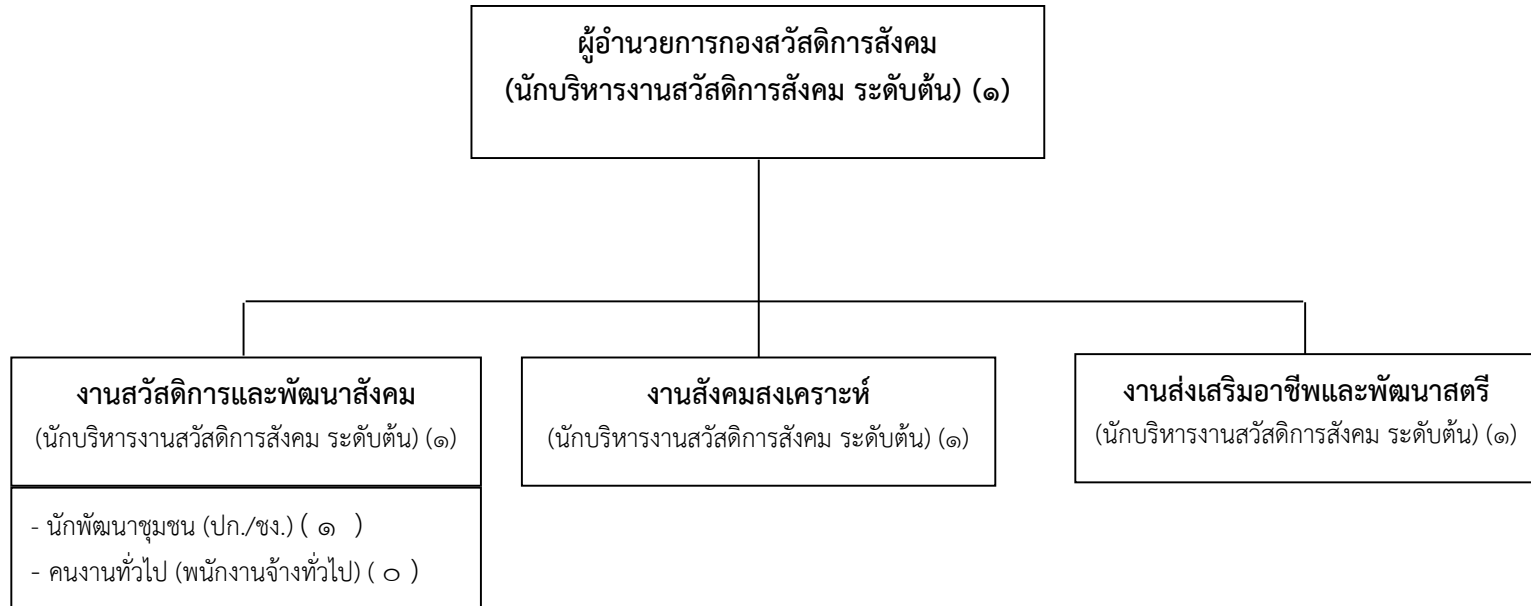 ผู้อำนวยการกองสวัสดิการสังคม
(นักบริหารงานสวัสดิการสังคม ระดับต้น) (๑)
งานสวัสดิการและพัฒนาสังคม
(นักบริหารงานสวัสดิการสังคม ระดับต้น) (๑)
- นักพัฒนาชุมชน (ปก./ชง.) ( ๑ )
- คนงานทั่วไป (พนักงานจ้างทั่วไป) ( ๐ )
งานสังคมสงเคราะห์
(นักบริหารงานสวัสดิการสังคม ระดับต้น) (๑)
งานส่งเสริมอาชีพและพัฒนาสตรี
(นักบริหารงานสวัสดิการสังคม ระดับต้น) (๑)